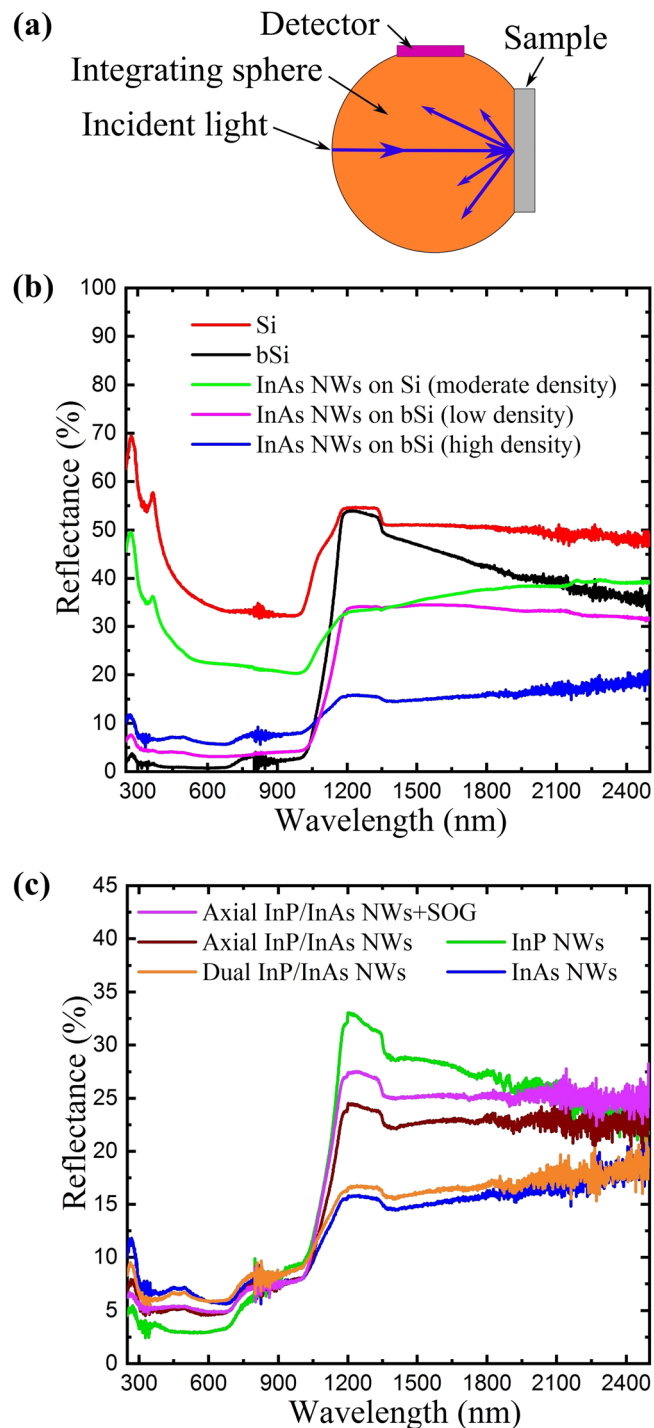 (a)
Detector
Sample
Integrating sphere
Incident light
(b)
100
90
80
70
60
50
40
30
20
10
0
Reflectance (%)
Si
bSi
InAs NWs on Si (moderate density)
InAs NWs on bSi (low density)
InAs NWs on bSi (high density)
300 600 900 1200 1500 1800 2100 2400
Wavelength (nm)
(c)
45
40
35
30
25
20
15
10
5
0
Reflectance (%)
Axial InP/InAs NWs+SOG
Axial InP/InAs NWs InP NWs
Dual InP/InAs NWs InAs NWs
300 600 900 1200 1500 1800 2100 2400
Wavelength (nm)